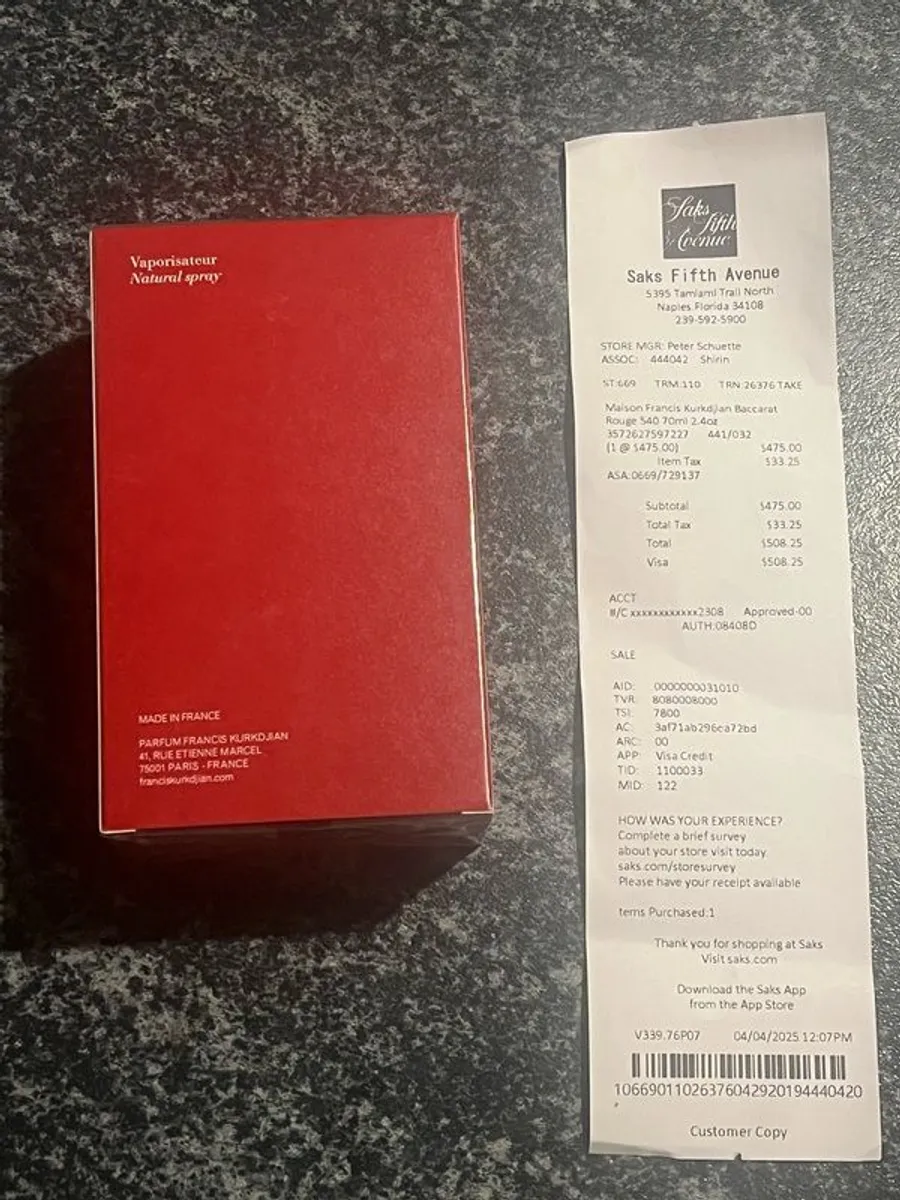 Vaporisateur
Natural spray
MADE IN FRANCE
PARFUM FRANCIS KURKDJIAN
41, RUE ETIENNE MARCEL
75001 PARIS - FRANCE
franciskurkdjian.com
Saks
fifth
Avenue
Saks Fifth Avenue
5395 Tamiami Trail North
Naples Florida 34108
239-592-5900
STORE MGR: Peter Schuette
ASSOC: 444042 Shirin
ST:669 TRM:110 TRN:26376 TAKE
Maison Francis Kurkdjian Baccarat
Rouge 540 70ml 2.4oz
3572627597227 441/032
(1 @ $475.00) $475.00
Item Tax $33.25
ASA:0669/729137
Subtotal $475.00
Total Tax $33.25
Total $508.25
Visa $508.25
ACCT
#/C xxxxxxxxxxxx2308 Approved-00
AUTH:08408D
SALE
AID: 0000000031010
TVR: 8080008000
TSI: 7800
AC: 3af71ab296ca72bd
ARC: 00
APP: Visa Credit
TID: 1100033
MID: 122
HOW WAS YOUR EXPERIENCE?
Complete a brief survey
about your store visit today.
saks.com/storesurvey
Please have your receipt available
tems Purchased:1
Thank you for shopping at Saks
Visit saks.com
Download the Saks App
from the App Store
V339.76P07 04/04/2025 12:07PM
10669011026376042920194440420
Customer Copy